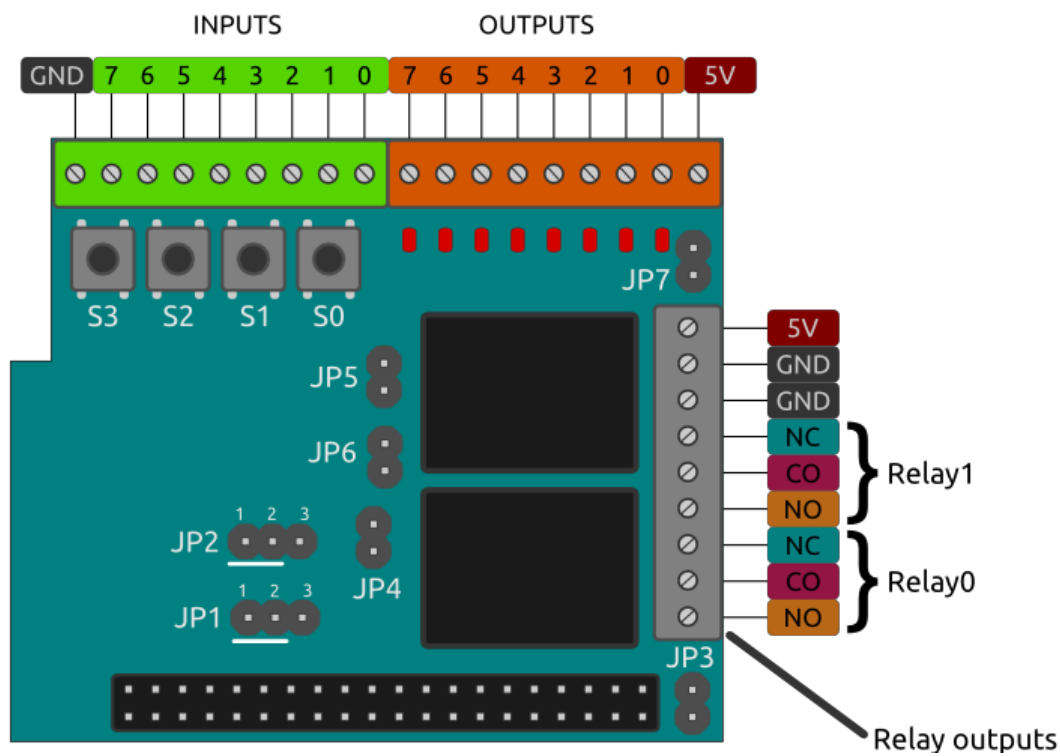 INPUTS OUTPUTS
GND 7 6 5 4 3 2 1 0 7 6 5 4 3 2 1 0 5V
JP7
S3 S2 S1 S0
5V
GND
GND
NC
CO
NO
Relay1
NC
CO
NO
Relay0
JP5
JP6
1 2 3
JP2
JP4
1 2 3
JP1
JP3
Relay outputs